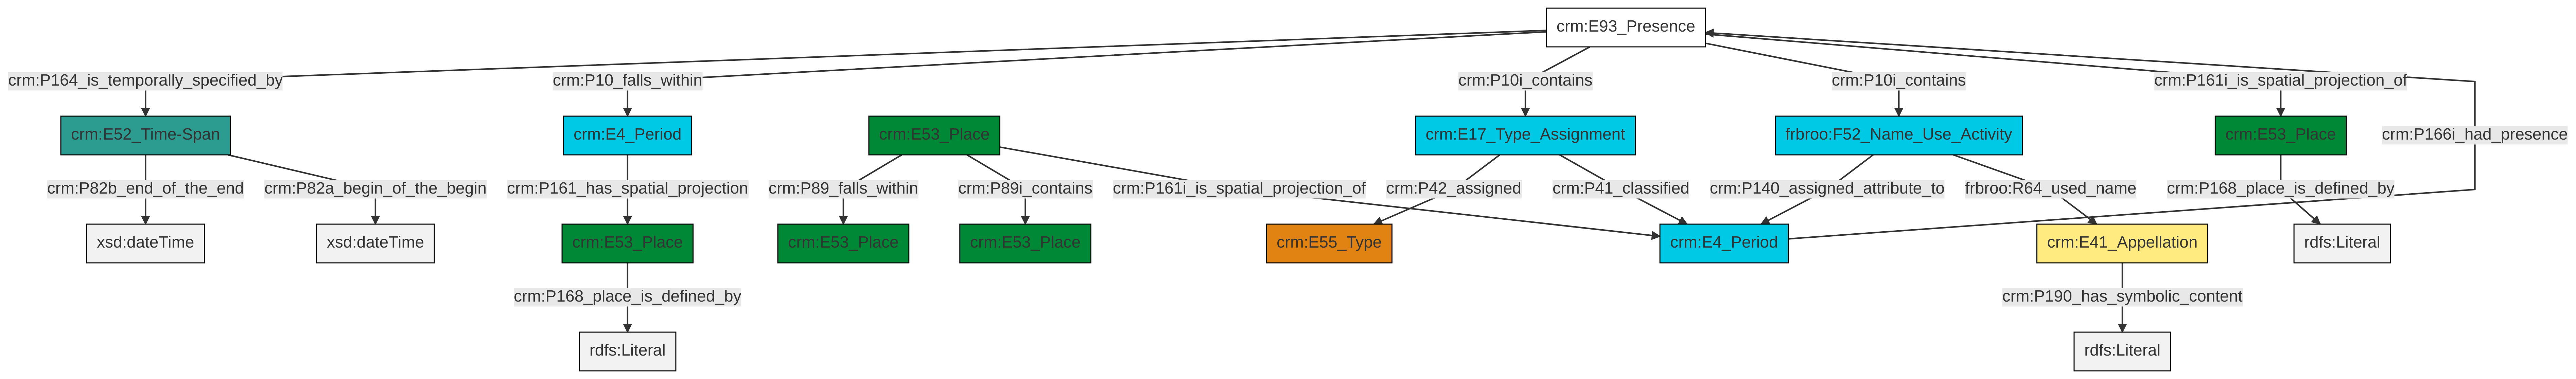 crm:E93_Presence
crm:P164_is_temporally_specified_by
crm:P10_falls_within
crm:P10i_contains
crm:P10i_contains
crm:P161i_is_spatial_projection_of
crm:E52_Time-Span
crm:E4_Period
crm:E53_Place
crm:E17_Type_Assignment
frbroo:F52_Name_Use_Activity
crm:E53_Place
crm:P166i_had_presence
crm:P82b_end_of_the_end
crm:P82a_begin_of_the_begin
crm:P161_has_spatial_projection
crm:P89_falls_within
crm:P89i_contains
crm:P161i_is_spatial_projection_of
crm:P42_assigned
crm:P41_classified
crm:P140_assigned_attribute_to
frbroo:R64_used_name
crm:P168_place_is_defined_by
xsd:dateTime
xsd:dateTime
crm:E53_Place
crm:E53_Place
crm:E53_Place
crm:E55_Type
crm:E4_Period
crm:E41_Appellation
rdfs:Literal
crm:P168_place_is_defined_by
crm:P190_has_symbolic_content
rdfs:Literal
rdfs:Literal